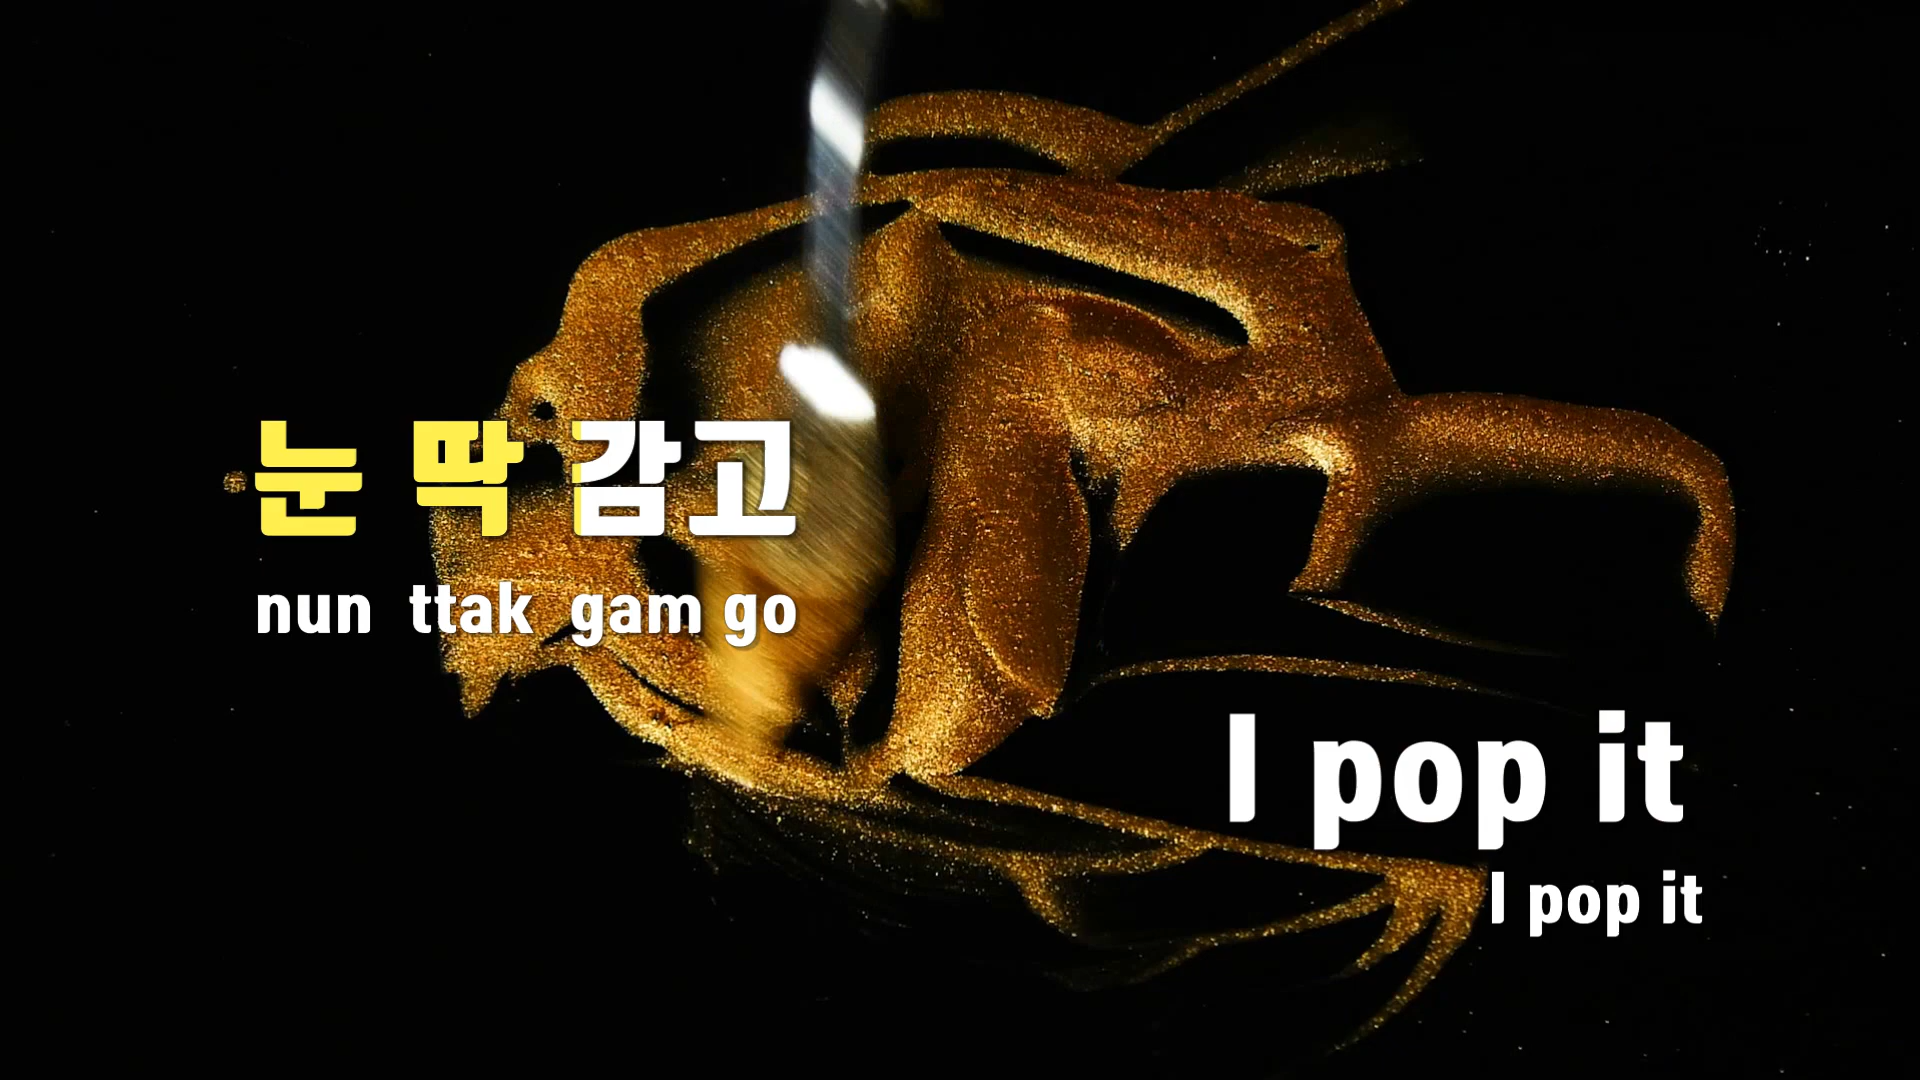 눈 딱 감고
nun ttak gam go
I pop it
I pop it